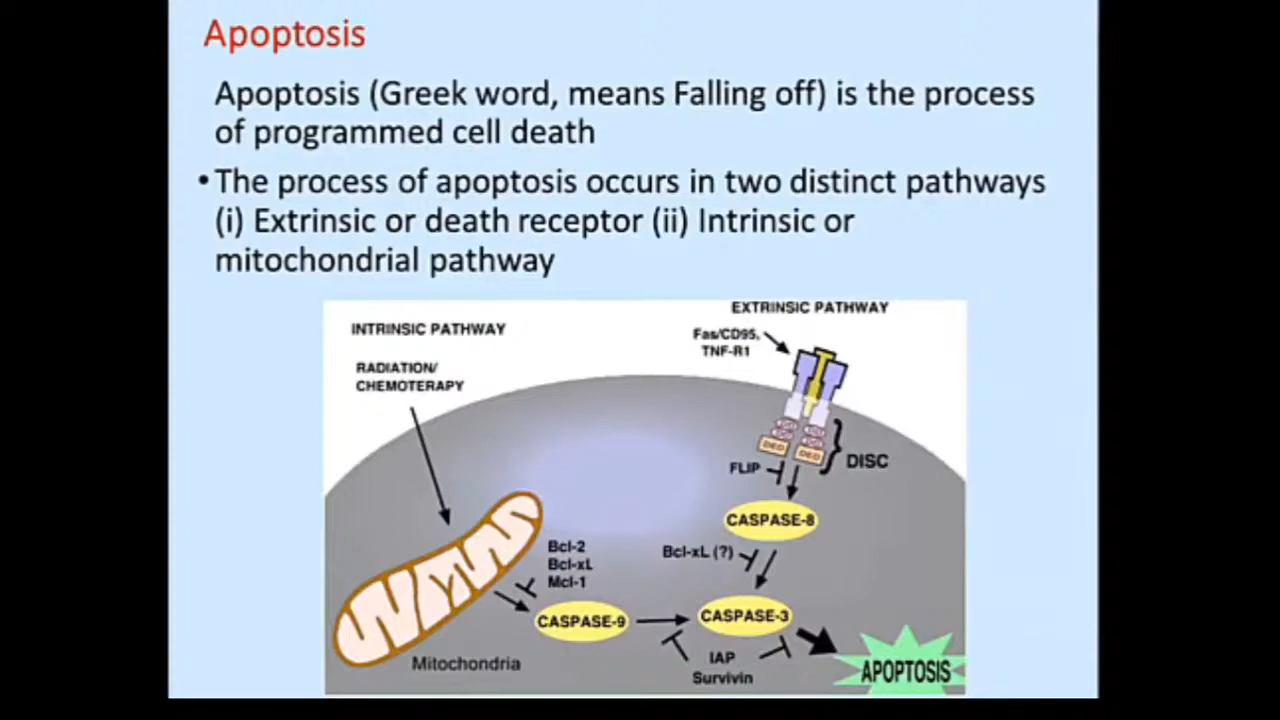 Apoptosis
Apoptosis (Greek word, means Falling off) is the process
of programmed cell death
• The process of apoptosis occurs in two distinct pathways
(i) Extrinsic or death receptor (ii) Intrinsic or
mitochondrial pathway
EXTRINSIC PATHWAY
INTRINSIC PATHWAY
Fas/CD95,
TNF-R1
RADIATION/
CHEMOTERAPY
DED
DED
DISC
FLIP
CASPASE-8
Bcl-2
Bcl-xL
Mcl-1
Bcl-xL (?)
CASPASE-9
CASPASE-3
Mitochondria
IAP
Survivin
APOPTOSIS